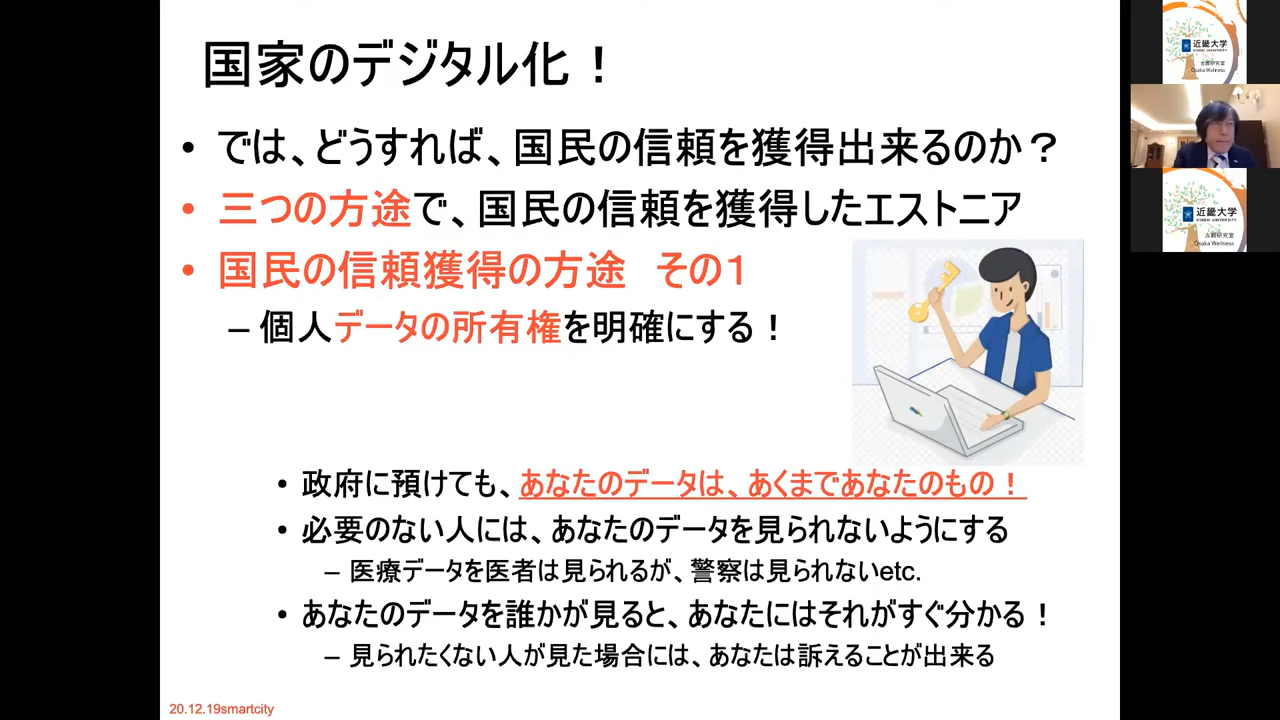 国家のデジタル化！
• では、どうすれば、国民の信頼を獲得出来るのか？
• 三つの方途で、国民の信頼を獲得したエストニア
• 国民の信頼獲得の方途　その１
– 個人データの所有権を明確にする！
• 政府に預けても、あなたのデータは、あくまであなたのもの！
• 必要のない人には、あなたのデータを見られないようにする
– 医療データを医者は見られるが、警察は見られないetc.
• あなたのデータを誰かが見ると、あなたにはそれがすぐ分かる！
– 見られたくない人が見た場合には、あなたは訴えることが出来る
20.12.19smartcity
近畿大学
KINDAI UNIVERSITY
Osaka Wellness
近畿大学
KINDAI UNIVERSITY
Osaka Wellness